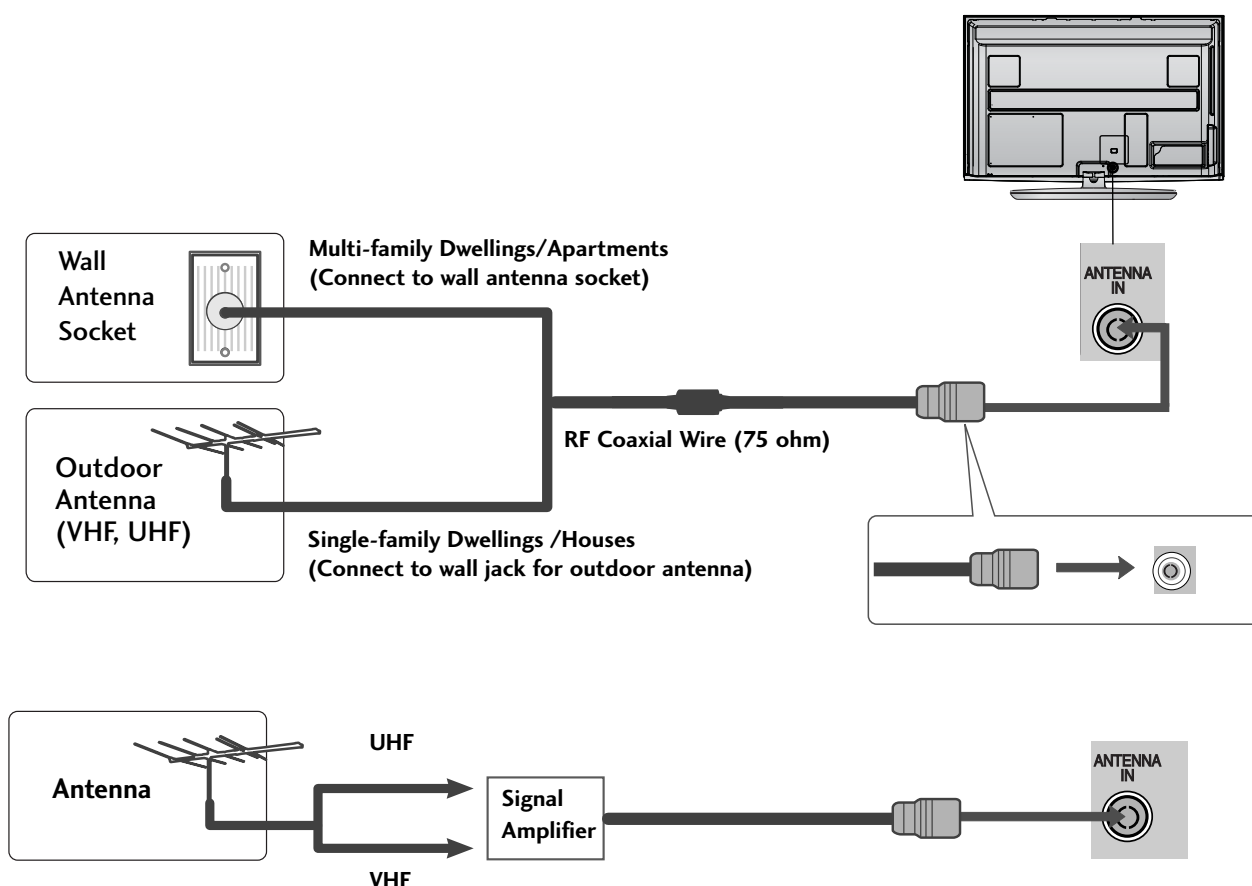 Wall
Antenna
Socket
Multi-family Dwellings/Apartments
(Connect to wall antenna socket)
ANTENNA
IN
RF Coaxial Wire (75 ohm)
Outdoor
Antenna
(VHF, UHF)
Single-family Dwellings /Houses
(Connect to wall jack for outdoor antenna)
Antenna
UHF
VHF
Signal
Amplifier
ANTENNA
IN